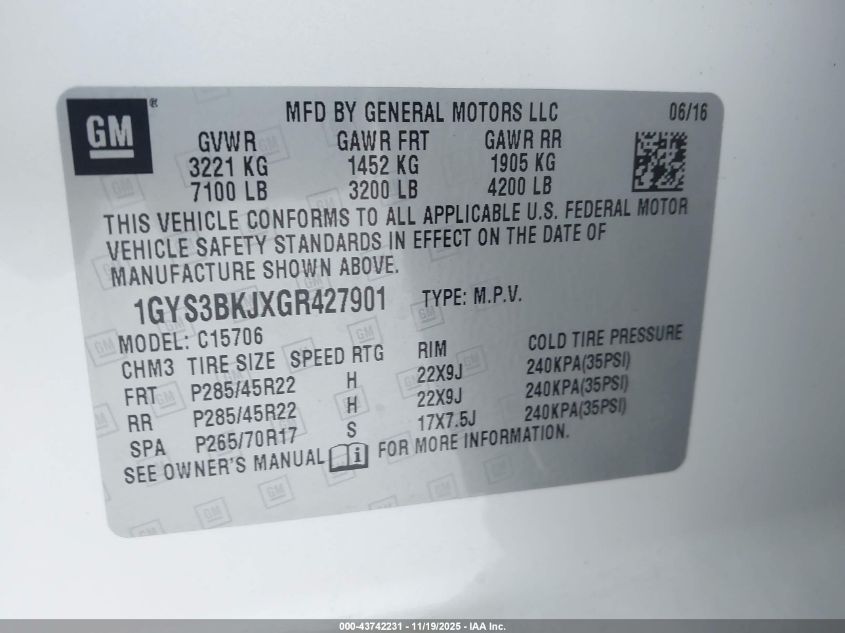 GM ®
MFD BY GENERAL MOTORS LLC 06/16
GVWR GAWR FRT GAWR RR
3221 KG 1452 KG 1905 KG
7100 LB 3200 LB 4200 LB
THIS VEHICLE CONFORMS TO ALL APPLICABLE U.S. FEDERAL MOTOR
VEHICLE SAFETY STANDARDS IN EFFECT ON THE DATE OF
MANUFACTURE SHOWN ABOVE.
1GYS3BKJXGR427901 TYPE: M.P.V.
MODEL: C15706
CHM3 TIRE SIZE SPEED RTG RIM COLD TIRE PRESSURE
FRT P285/45R22 H 22X9J 240KPA(35PSI)
RR P285/45R22 H 22X9J 240KPA(35PSI)
SPA P265/70R17 S 17X7.5J 240KPA(35PSI)
SEE OWNER'S MANUAL FOR MORE INFORMATION.
000-43742231 - 11/19/2025 - IAA Inc.